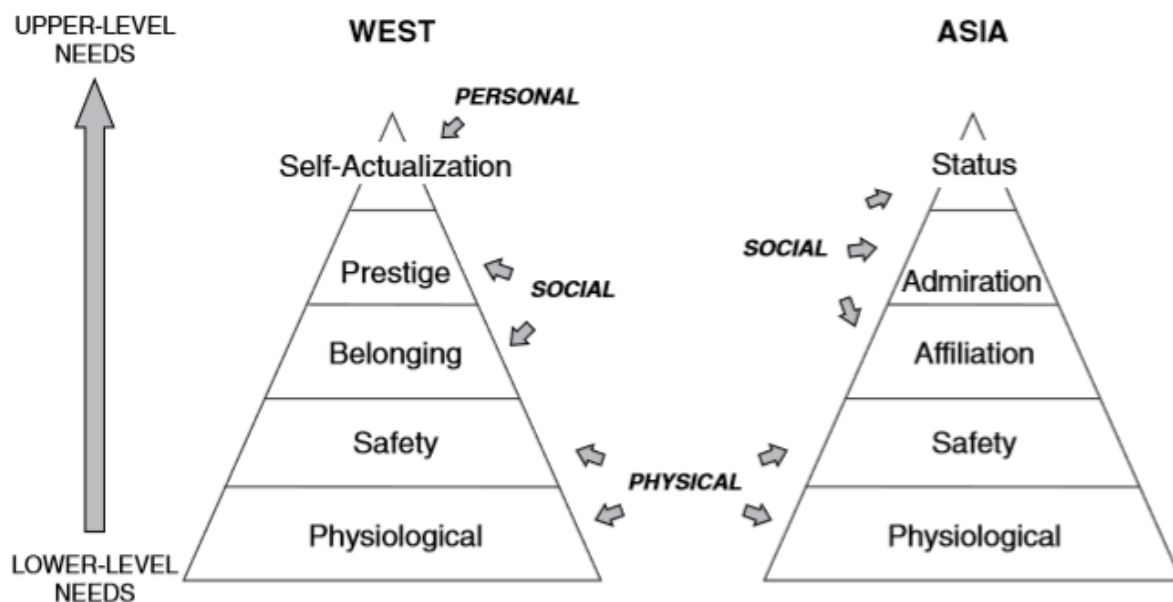 UPPER-LEVEL
NEEDS
WEST
ASIA
PERSONAL
Self-Actualization
Status
Prestige
SOCIAL
SOCIAL
Admiration
Belonging
Affiliation
Safety
Safety
PHYSICAL
Physiological
Physiological
LOWER-LEVEL
NEEDS